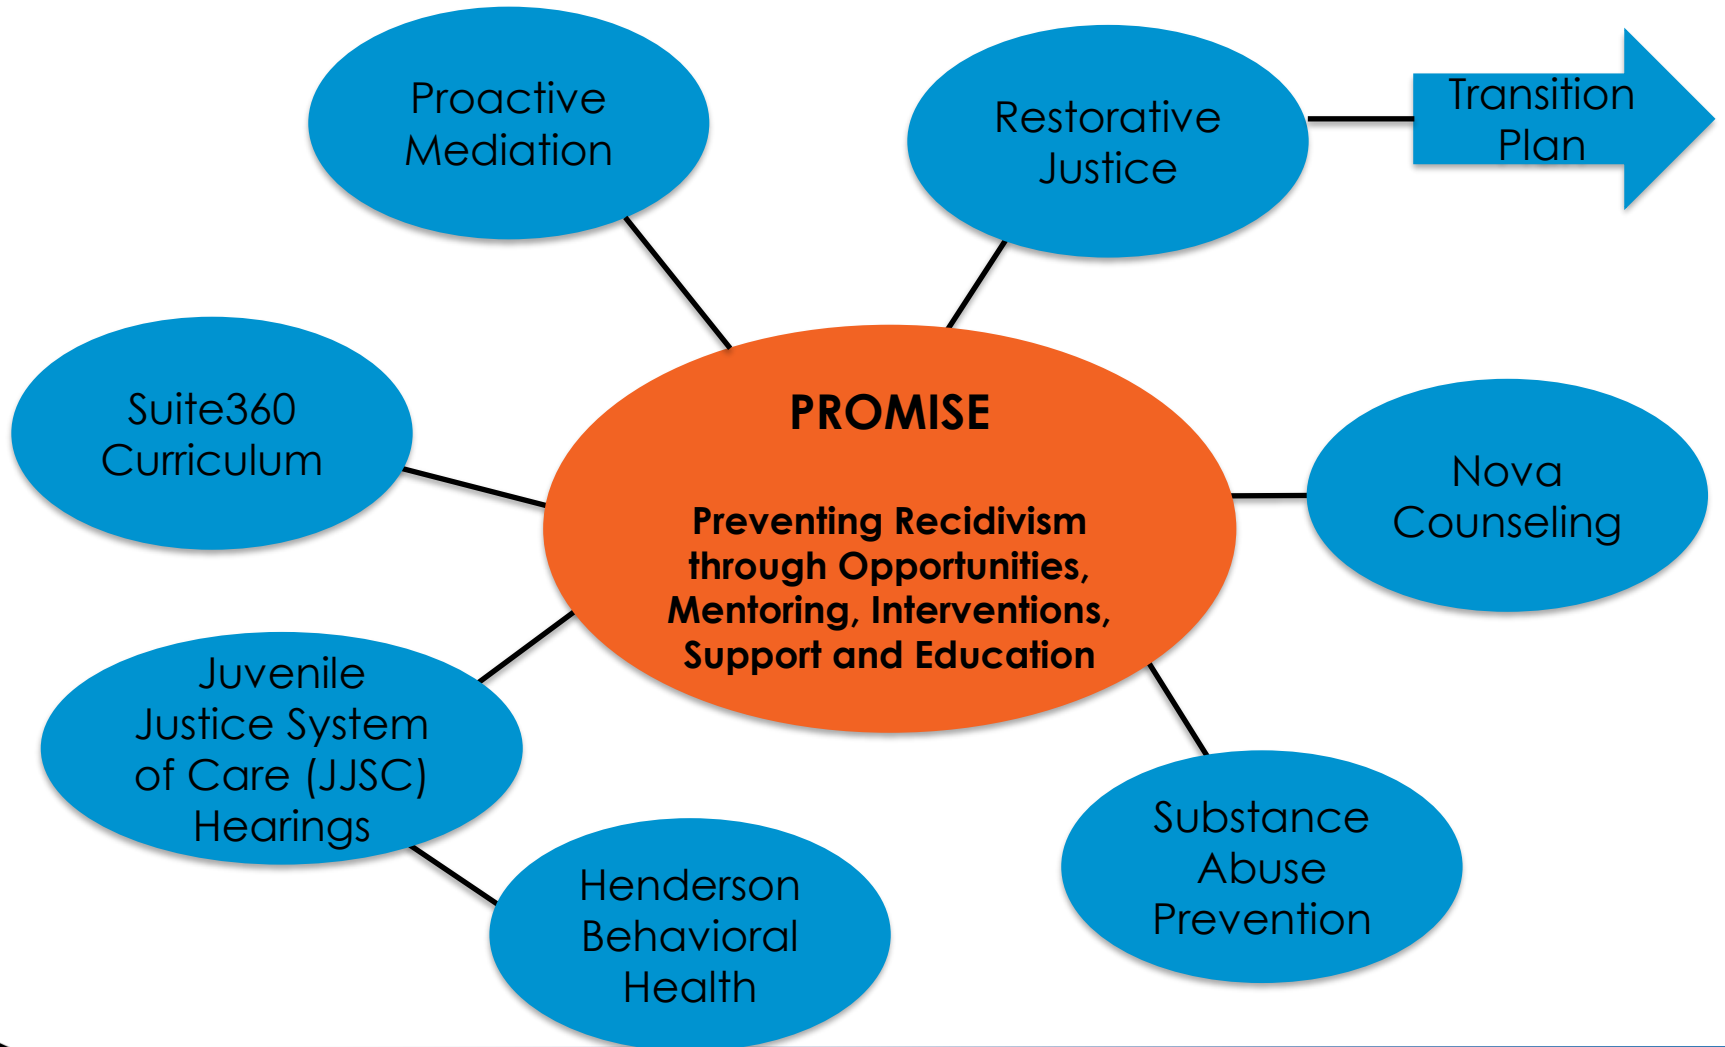 Proactive
Mediation
Restorative
Justice
Transition
Plan
Suite360
Curriculum
PROMISE
Preventing Recidivism
through Opportunities,
Mentoring, Interventions,
Support and Education
Nova
Counseling
Juvenile
Justice System
of Care (JJSC)
Hearings
Henderson
Behavioral
Health
Substance
Abuse
Prevention